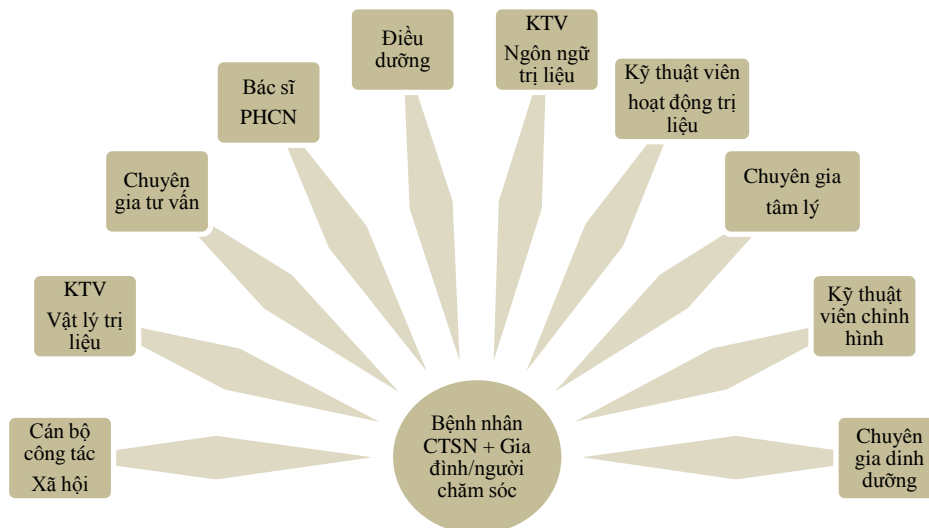 Điều
dưỡng
KTV
Ngôn ngữ
trị liệu
Bác sĩ
PHCN
Kỹ thuật viên
hoạt động trị
liệu
Chuyên
gia tư vấn
Chuyên gia
tâm lý
KTV
Vật lý trị
liệu
Kỹ thuật
viên chỉnh
hình
Cán bộ
công tác
Xã hội
Bệnh nhân
CTSN + Gia
đình/người
chăm sóc
Chuyên
gia dinh
dưỡng